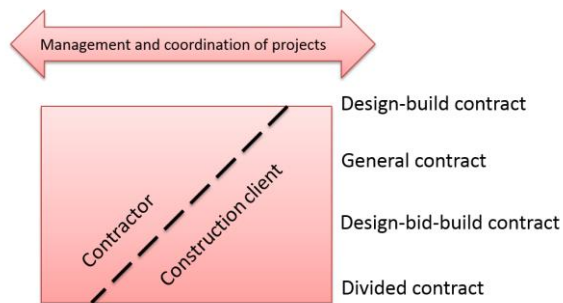 Management and coordination of projects
Design-build contract
General contract
Contractor
Construction client
Design-bid-build contract
Divided contract